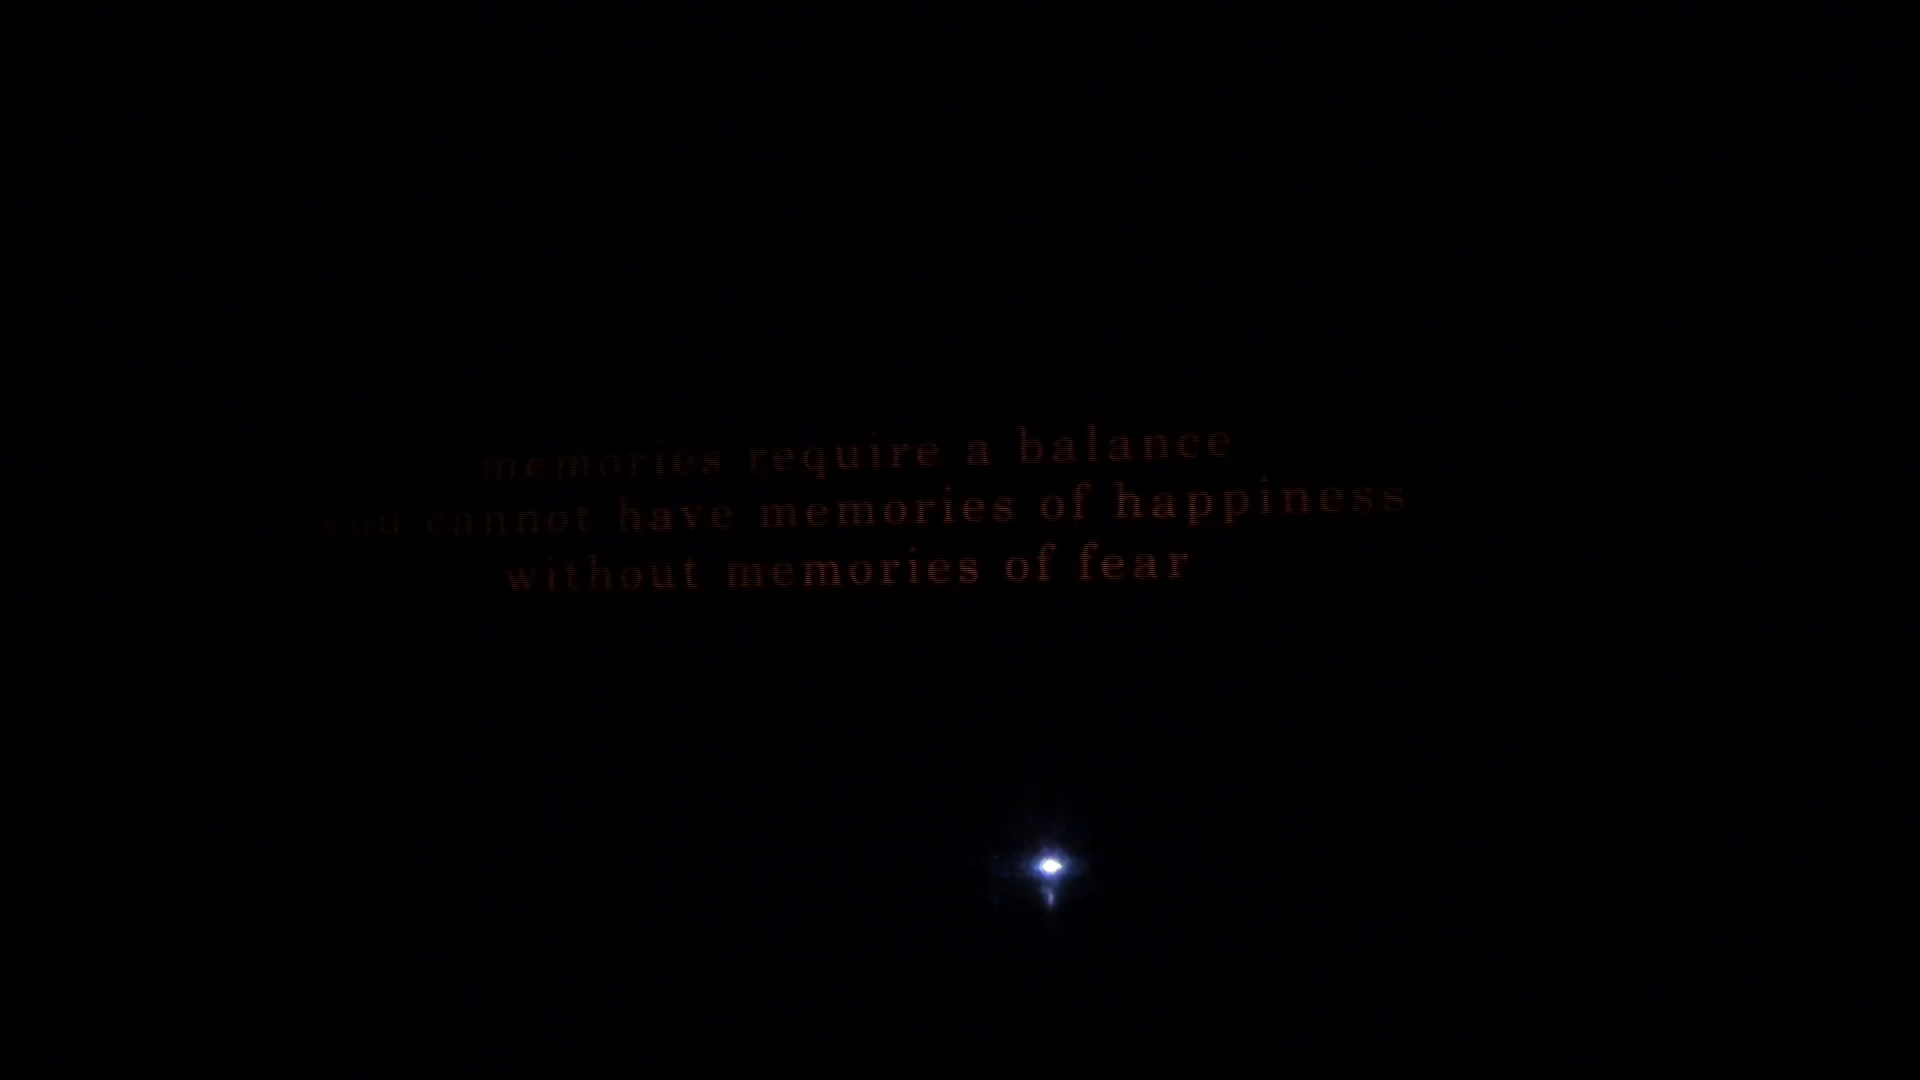 memories require a balance
you cannot have memories of happiness
without memories of fear